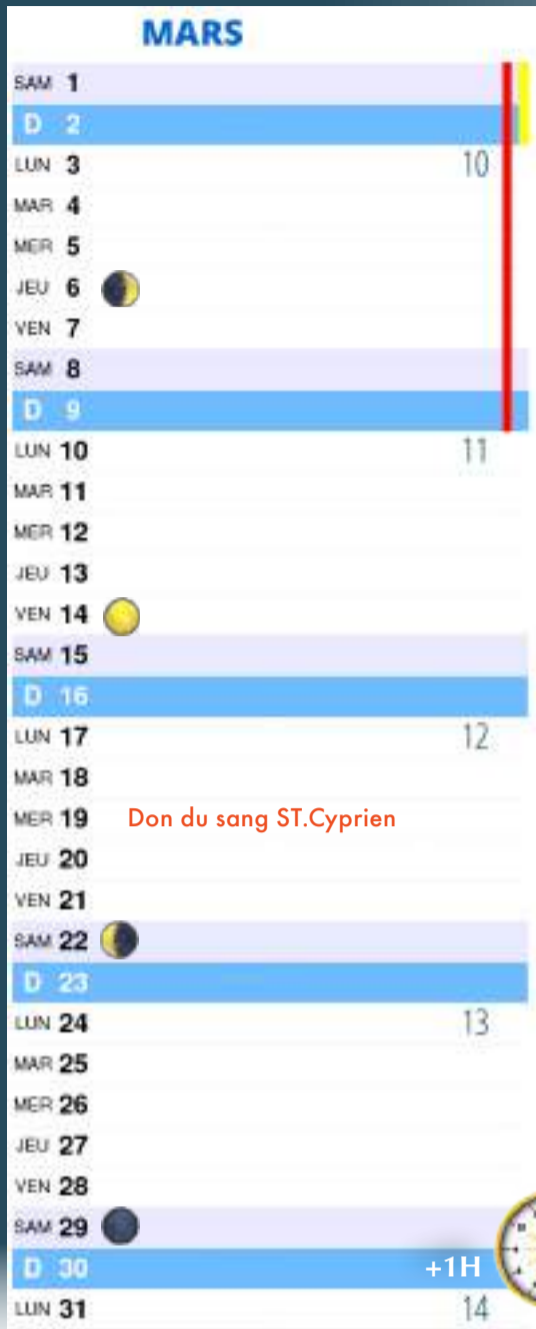 MARS
SAM 1
D 2
LUN 3 10
MAR 4
MER 5
JEU 6
VEN 7
SAM 8
D 9
LUN 10 11
MAR 11
MER 12
JEU 13
VEN 14
SAM 15
D 16
LUN 17 12
MAR 18
MER 19 Don du sang ST.Cyprien
JEU 20
VEN 21
SAM 22
D 23
LUN 24 13
MAR 25
MER 26
JEU 27
VEN 28
SAM 29
D 30 +1H
LUN 31 14